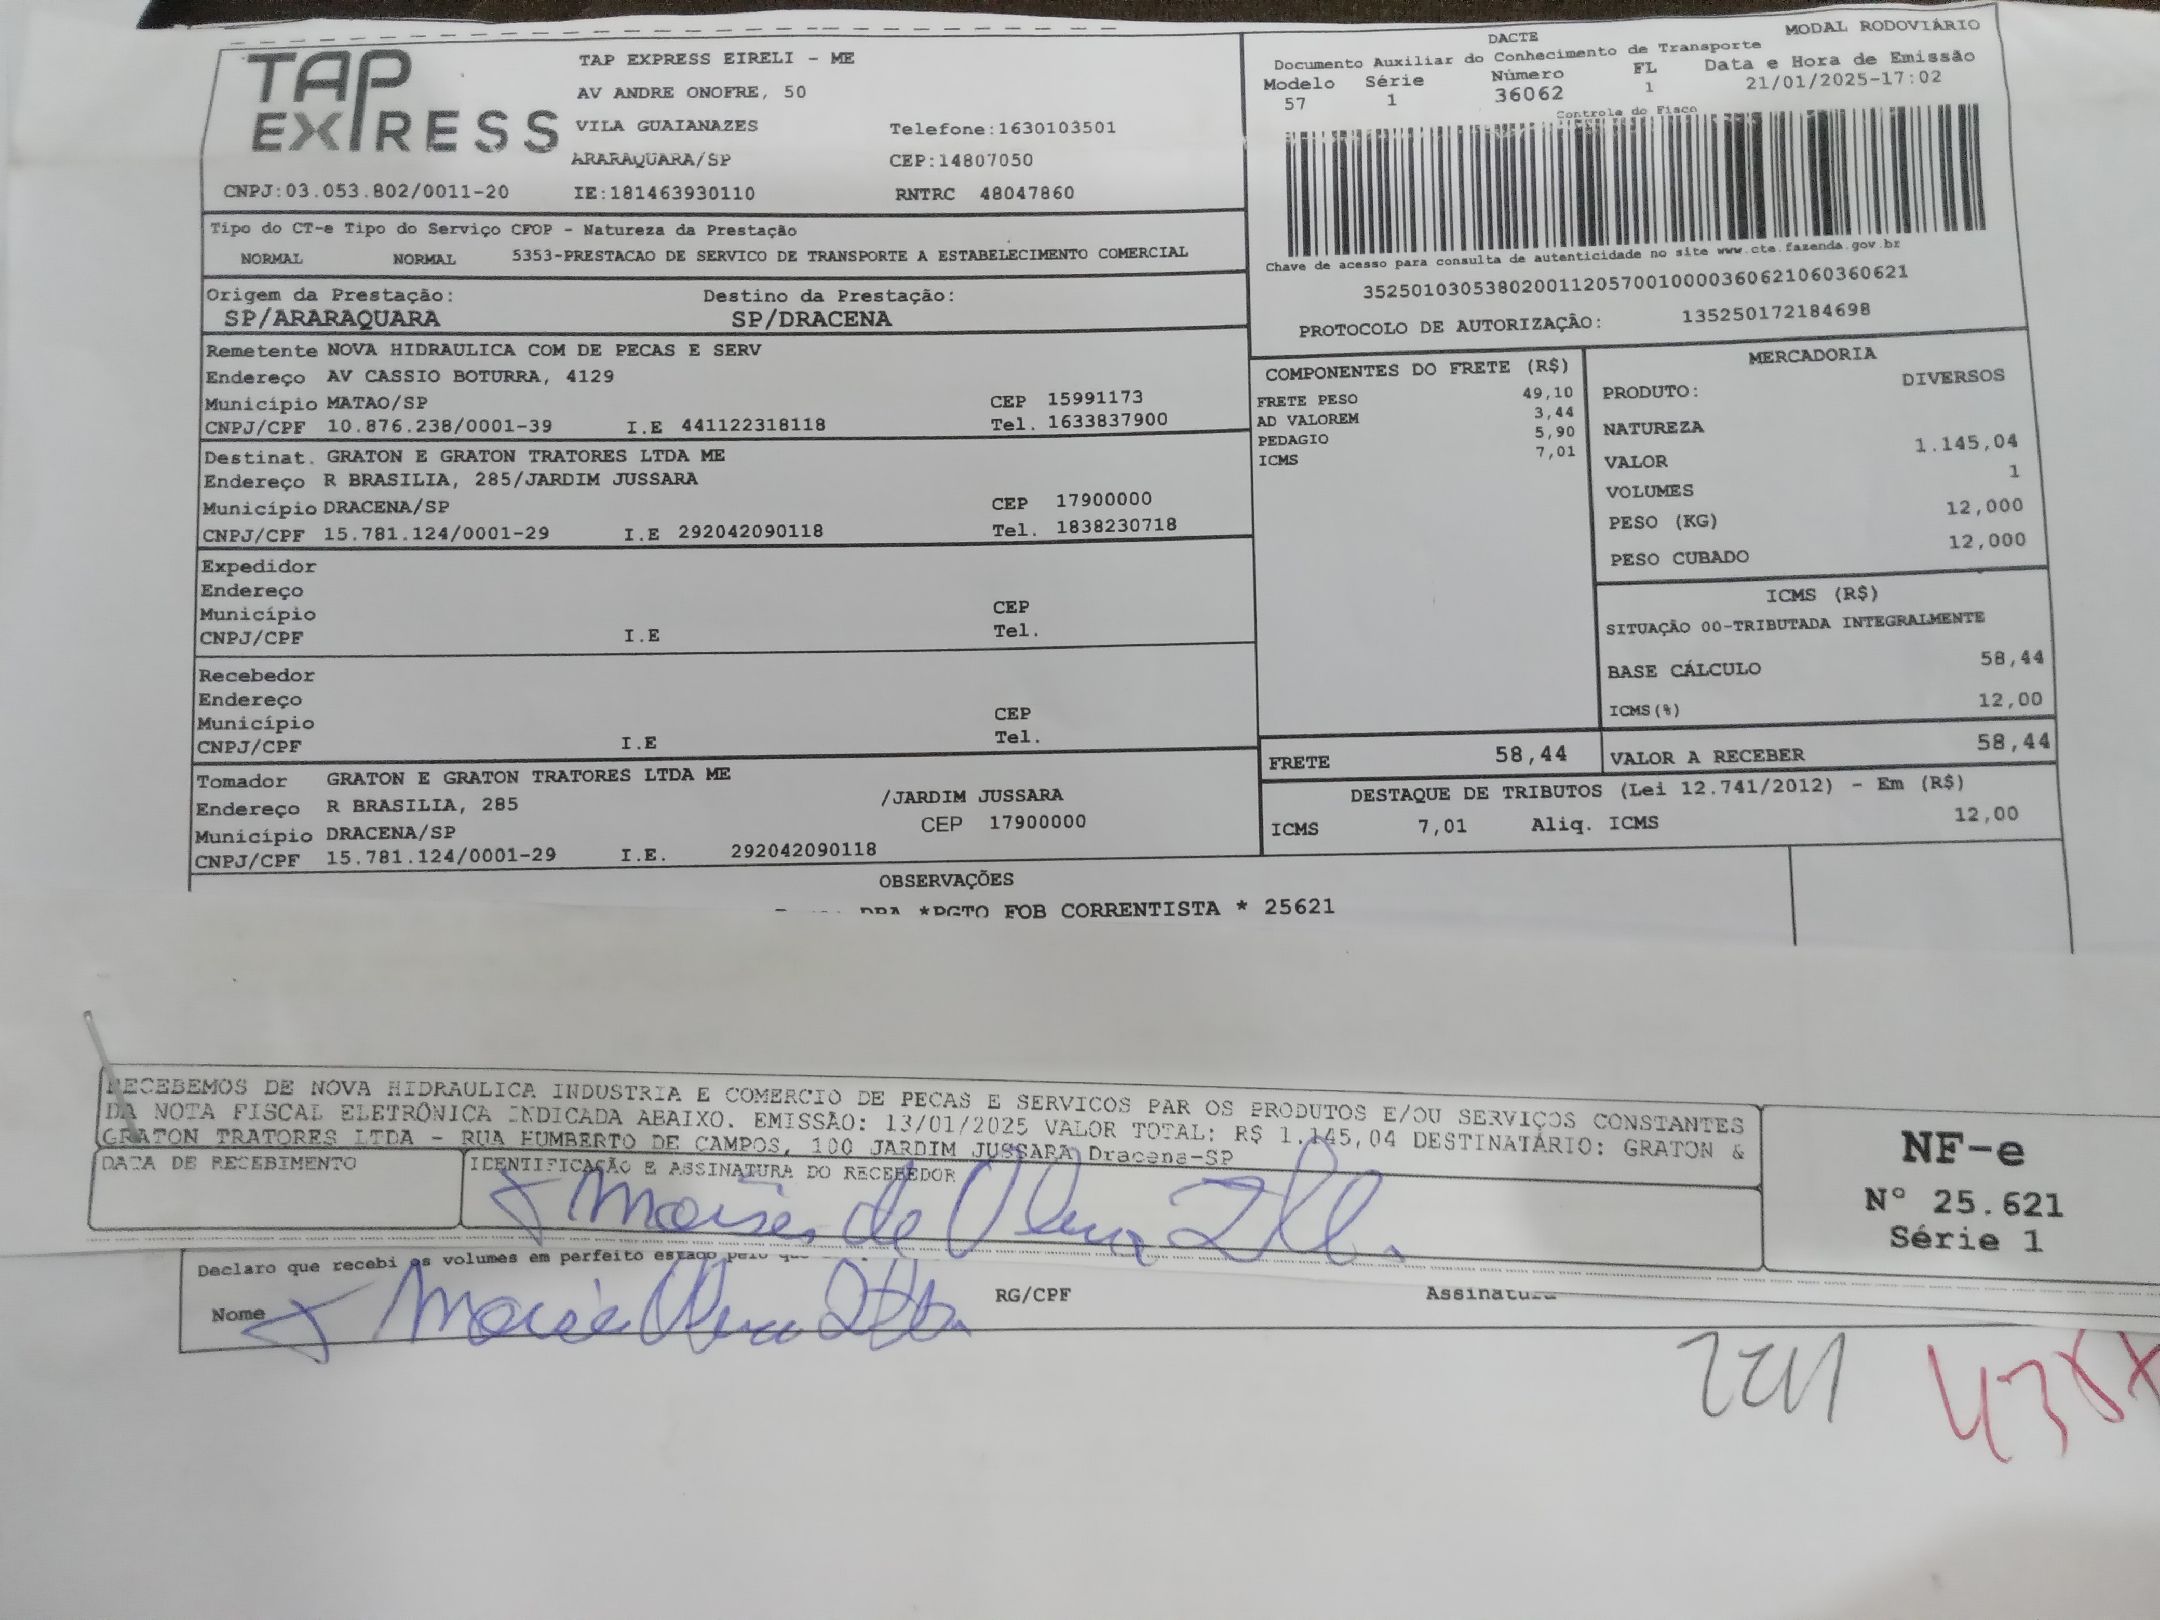 TAP EXPRESS
TAP EXPRESS EIRELI - ME
AV ANDRE ONOFRE, 50
VILA GUAIANAZES Telefone:1630103501
ARARAQUARA/SP CEP:14807050
CNPJ:03.053.802/0011-20 IE:181463930110 RNTRC 48047860
Tipo do CT-e Tipo do Serviço CFOP - Natureza da Prestação
NORMAL NORMAL 5353-PRESTACAO DE SERVICO DE TRANSPORTE A ESTABELECIMENTO COMERCIAL
Origem da Prestação: Destino da Prestação:
SP/ARARAQUARA SP/DRACENA
Remetente NOVA HIDRAULICA COM DE PECAS E SERV
Endereço AV CASSIO BOTURRA, 4129
Município MATAO/SP CEP 15991173
CNPJ/CPF 10.876.238/0001-39 I.E 441122318118 Tel. 1633837900
Destinat. GRATON E GRATON TRATORES LTDA ME
Endereço R BRASILIA, 285/JARDIM JUSSARA
Município DRACENA/SP CEP 17900000
CNPJ/CPF 15.781.124/0001-29 I.E 292042090118 Tel. 1838230718
Expedidor
Endereço
Município CEP
CNPJ/CPF I.E Tel.
Recebedor
Endereço
Município CEP
CNPJ/CPF I.E Tel.
Tomador GRATON E GRATON TRATORES LTDA ME
Endereço R BRASILIA, 285 /JARDIM JUSSARA
Município DRACENA/SP CEP 17900000
CNPJ/CPF 15.781.124/0001-29 I.E. 292042090118
DACTE MODAL RODOVIÁRIO
Documento Auxiliar do Conhecimento de Transporte
Modelo Série Número FL Data e Hora de Emissão
57 1 36062 1 21/01/2025-17:02
Controle do Fisco
Chave de acesso para consulta de autenticidade no site www.cte.fazenda.gov.br
35250103053802001120570010000360621060360621
PROTOCOLO DE AUTORIZAÇÃO: 135250172184698
COMPONENTES DO FRETE (R$)
FRETE PESO 49,10
AD VALOREM 3,44
PEDAGIO 5,90
ICMS 7,01
MERCADORIA
PRODUTO: DIVERSOS
NATUREZA
VALOR 1.145,04
VOLUMES 1
PESO (KG) 12,000
PESO CUBADO 12,000
ICMS (R$)
SITUAÇÃO 00-TRIBUTADA INTEGRALMENTE
BASE CÁLCULO 58,44
ICMS(%) 12,00
FRETE 58,44 VALOR A RECEBER 58,44
DESTAQUE DE TRIBUTOS (Lei 12.741/2012) - Em (R$)
ICMS 7,01 Aliq. ICMS 12,00
OBSERVAÇÕES
*PGTO FOB CORRENTISTA * 25621
RECEBEMOS DE NOVA HIDRAULICA INDUSTRIA E COMERCIO DE PECAS E SERVICOS PAR OS PRODUTOS E/OU SERVIÇOS CONSTANTES
DA NOTA FISCAL ELETRÔNICA INDICADA ABAIXO. EMISSÃO: 13/01/2025 VALOR TOTAL: R$ 1.145,04 DESTINATÁRIO: GRATON &
GRATON TRATORES LTDA - RUA HUMBERTO DE CAMPOS, 100 JARDIM JUSSARA Dracena-SP
DATA DE RECEBIMENTO IDENTIFICAÇÃO E ASSINATURA DO RECEBEDOR
NF-e
Nº 25.621
Série 1
Declaro que recebi os volumes em perfeito estado pelo
Nome RG/CPF Assinatura